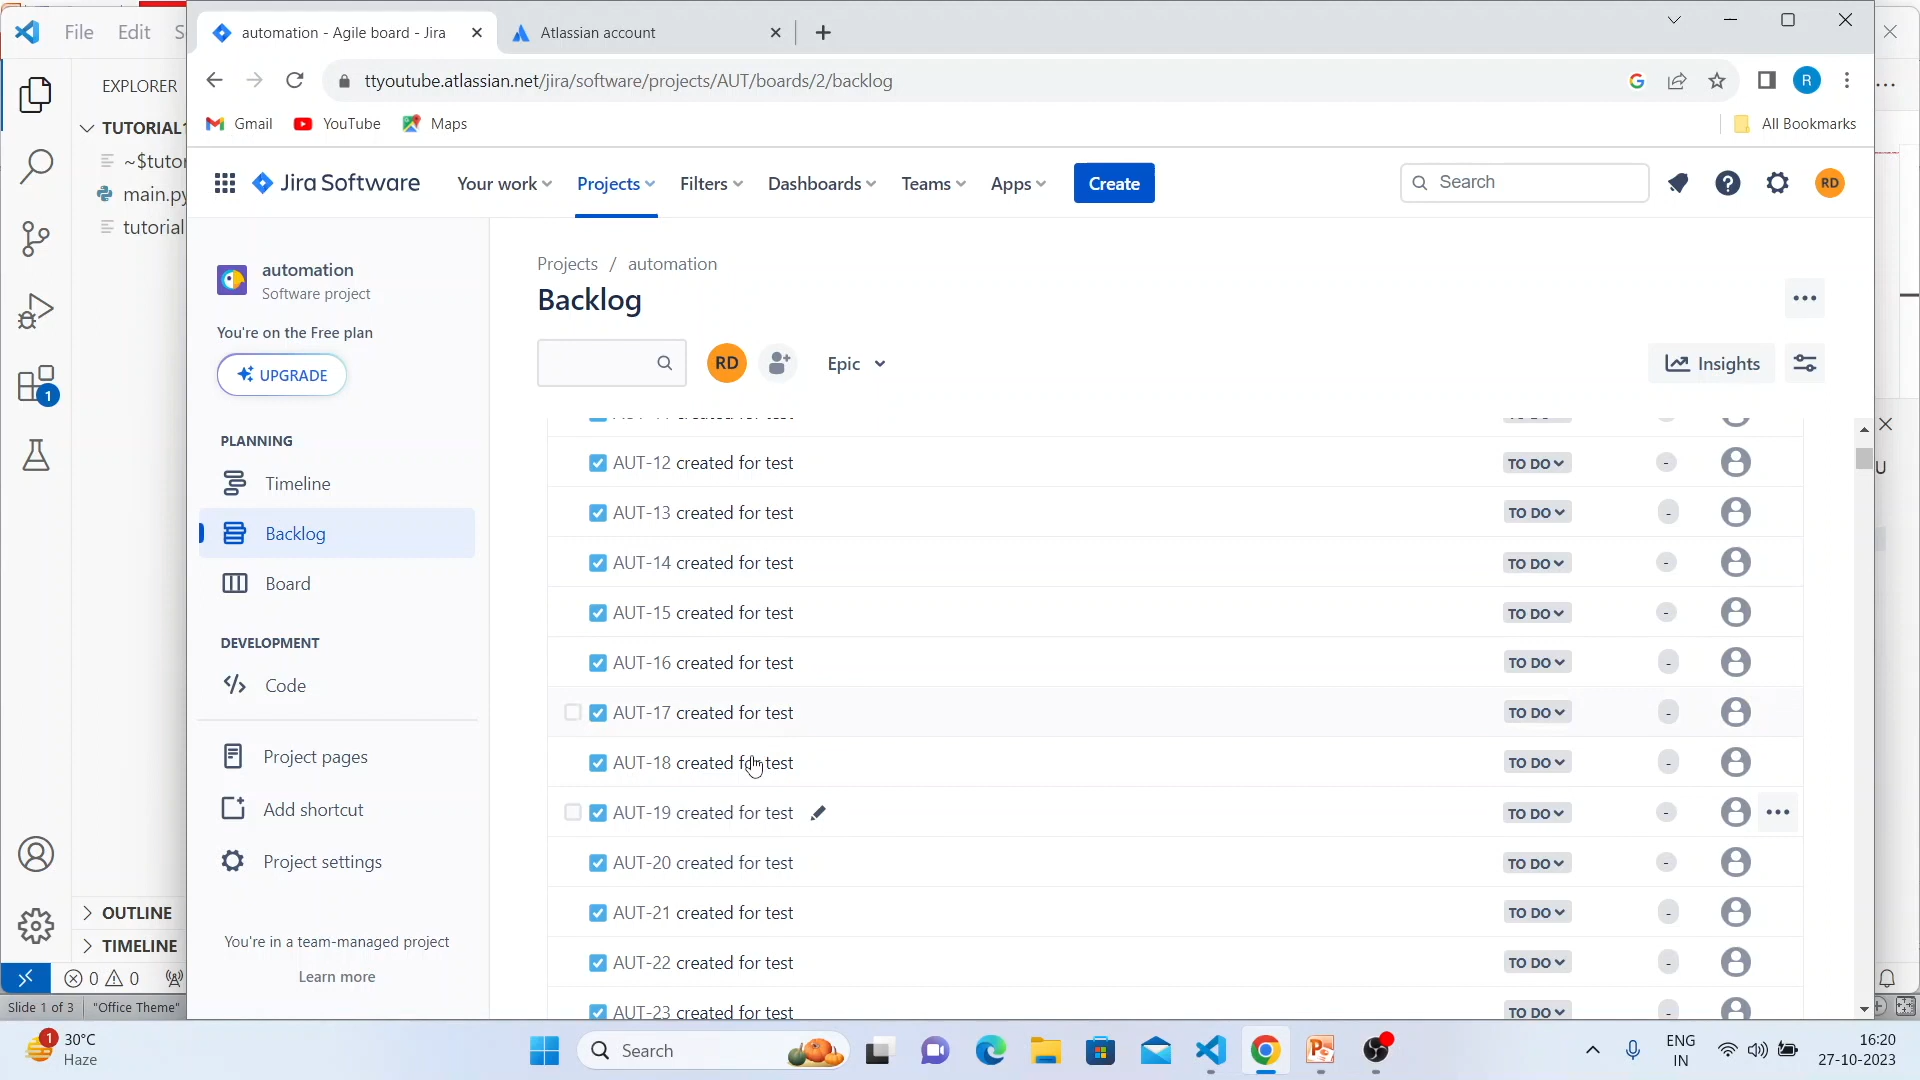 File Edit
EXPLORER
TUTORIAL
~$tutor
main.py
tutorial
1
OUTLINE
TIMELINE
0 0
Slide 1 of 3 "Office Theme"
automation - Agile board - Jira
Atlassian account
ttyoutube.atlassian.net/jira/software/projects/AUT/boards/2/backlog
R
Gmail YouTube Maps All Bookmarks
Jira Software Your work Projects Filters Dashboards Teams Apps Create Search RD
automation
Software project
You're on the Free plan
UPGRADE
PLANNING
Timeline
Backlog
Board
DEVELOPMENT
Code
Project pages
Add shortcut
Project settings
You're in a team-managed project
Learn more
Projects / automation
Backlog
RD Epic Insights
AUT-12 created for test TO DO -
AUT-13 created for test TO DO -
AUT-14 created for test TO DO -
AUT-15 created for test TO DO -
AUT-16 created for test TO DO -
AUT-17 created for test TO DO -
AUT-18 created for test TO DO -
AUT-19 created for test TO DO -
AUT-20 created for test TO DO -
AUT-21 created for test TO DO -
AUT-22 created for test TO DO -
AUT-23 created for test TO DO
U
1 30°C
Haze
Search
ENG
IN
16:20
27-10-2023